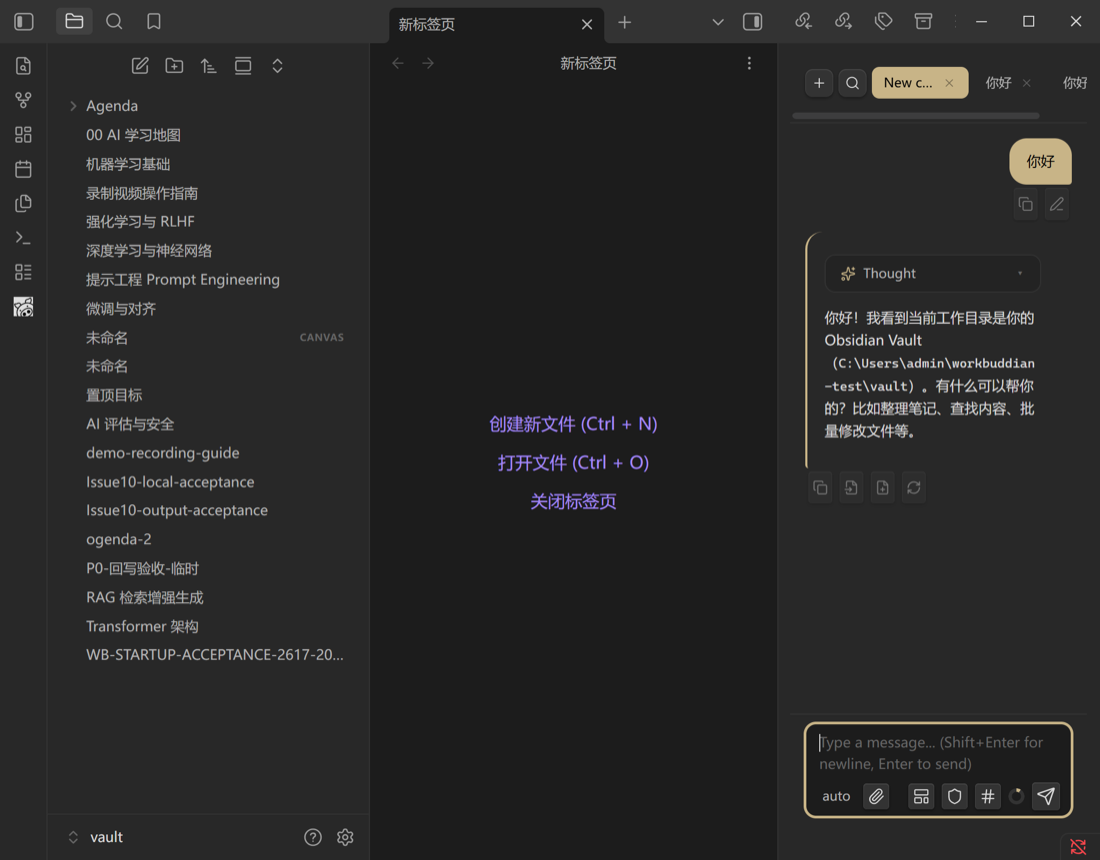 新标签页
新标签页
Agenda
00 AI 学习地图
机器学习基础
录制视频操作指南
强化学习与 RLHF
深度学习与神经网络
提示工程 Prompt Engineering
微调与对齐
未命名
CANVAS
未命名
置顶目标
AI 评估与安全
demo-recording-guide
Issue10-local-acceptance
Issue10-output-acceptance
ogenda-2
P0-回写验收-临时
RAG 检索增强生成
Transformer 架构
WB-STARTUP-ACCEPTANCE-2617-20...
vault
创建新文件 (Ctrl + N)
打开文件 (Ctrl + O)
关闭标签页
New c...
你好
你好
你好
Thought
你好！我看到当前工作目录是你的
Obsidian Vault
（C:\Users\admin\workbuddian
-test\vault）。有什么可以帮你
的？比如整理笔记、查找内容、批
量修改文件等。
Type a message... (Shift+Enter for
newline, Enter to send)
auto